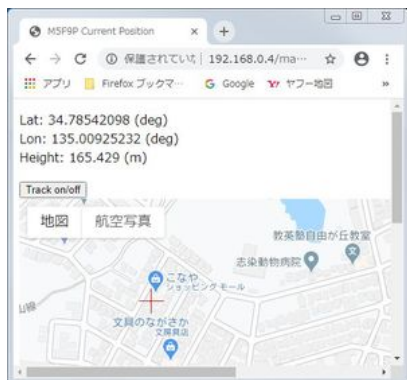 M5F9P Current Position
保護されていない 192.168.0.4/ma…
アプリ Firefox ブックマ… Google ヤフー地図
Lat: 34.78542098 (deg)
Lon: 135.00925232 (deg)
Height: 165.429 (m)
Track on/off
地図 航空写真
教英塾自由が丘教室
志染動物病院
こなや
ショッピング モール
文具のながさか
文房具店